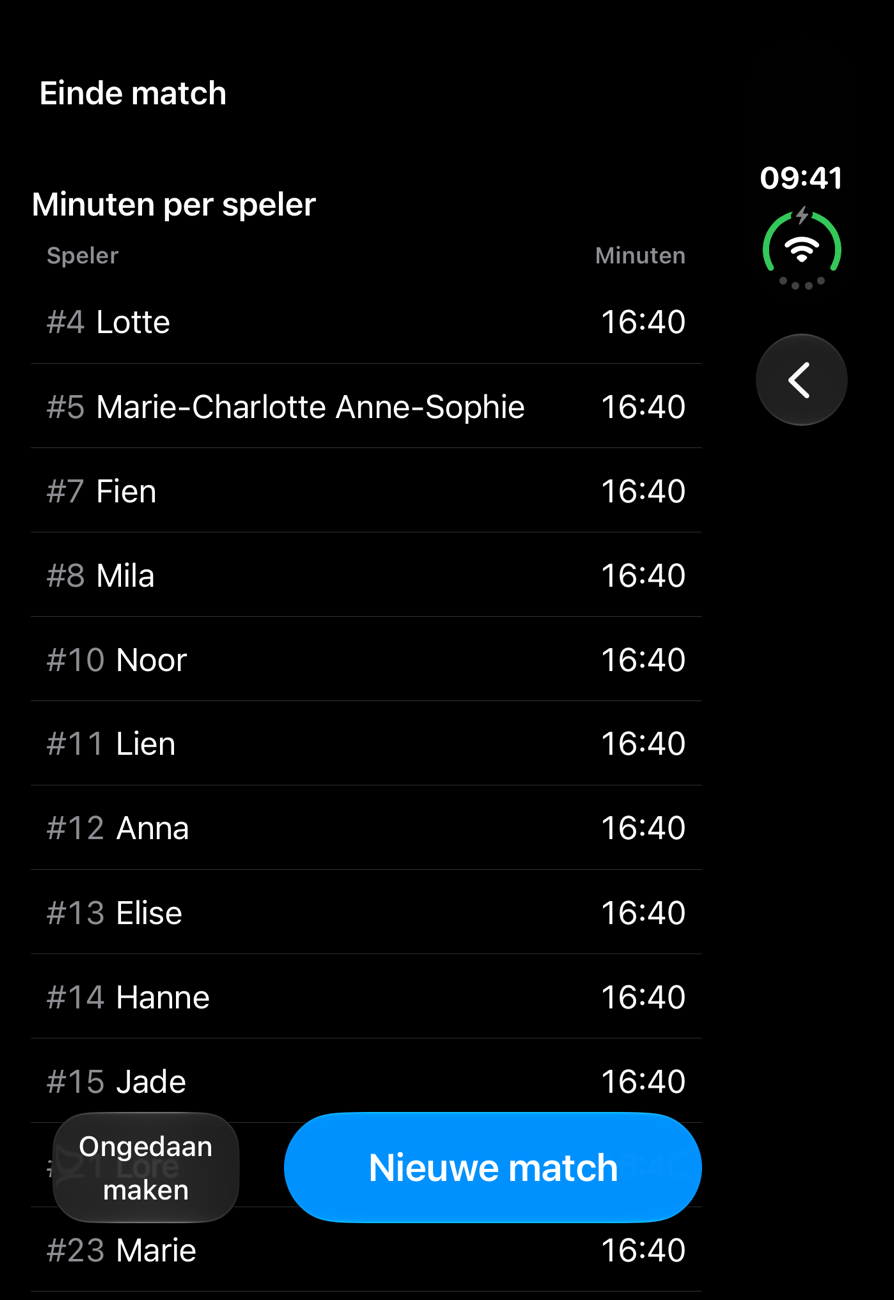 Einde match
09:41
Minuten per speler
Speler Minuten
#4 Lotte 16:40
#5 Marie-Charlotte Anne-Sophie 16:40
#7 Fien 16:40
#8 Mila 16:40
#10 Noor 16:40
#11 Lien 16:40
#12 Anna 16:40
#13 Elise 16:40
#14 Hanne 16:40
#15 Jade 16:40
Lore
Ongedaan
maken
Nieuwe match
#23 Marie 16:40